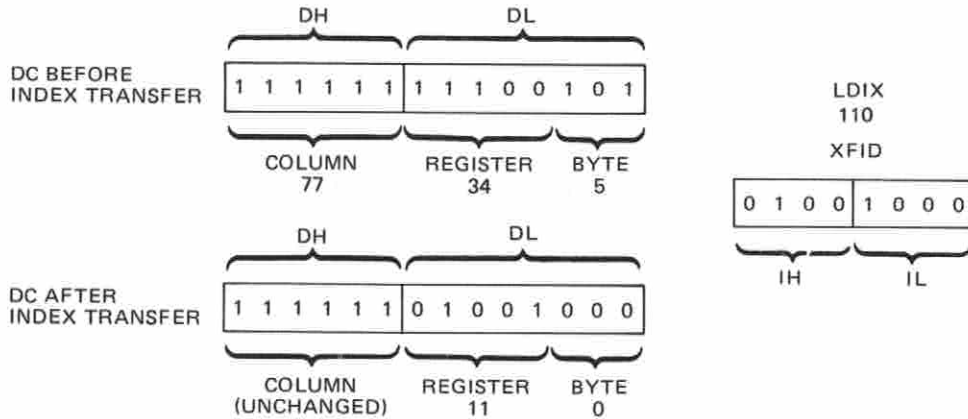 DH DL
DC BEFORE
INDEX TRANSFER
1 1 1 1 1 1 1 1 1 0 0 1 0 1
COLUMN REGISTER BYTE
77 34 5
DH DL
DC AFTER
INDEX TRANSFER
1 1 1 1 1 1 0 1 0 0 1 0 0 0
COLUMN REGISTER BYTE
(UNCHANGED) 11 0
LDIX
110
XFID
0 1 0 0 1 0 0 0
IH IL